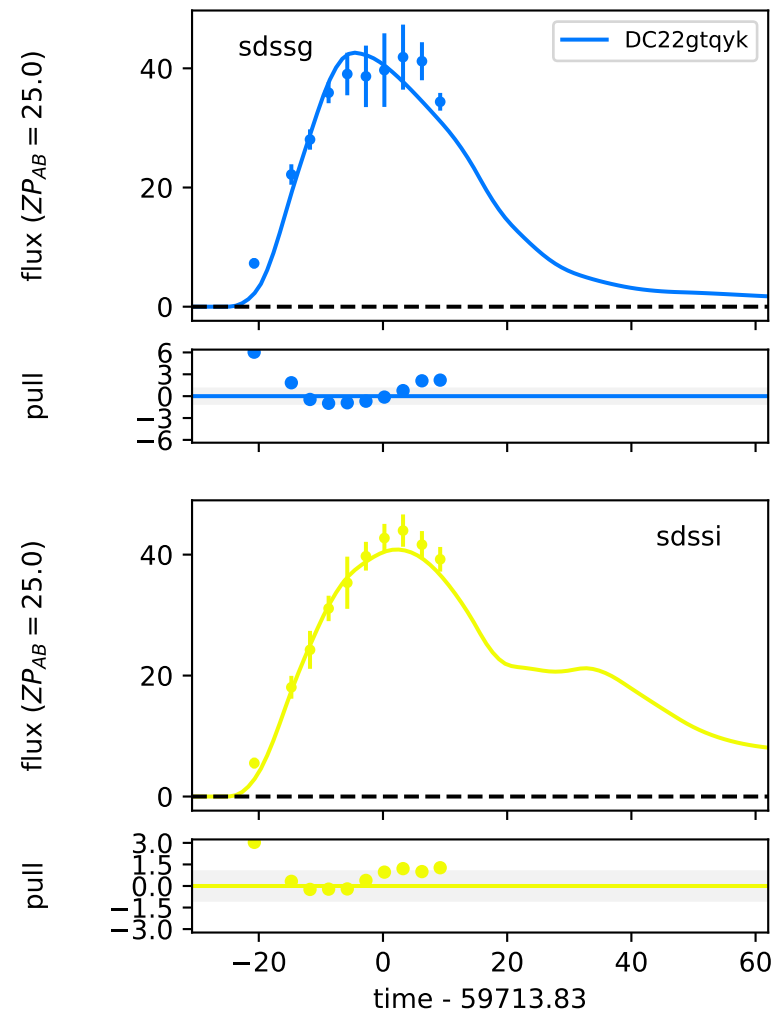 sdssg
DC22gtqyk
flux (ZP_AB = 25.0)
40
20
0
pull
6
3
0
−3
−6
sdssi
flux (ZP_AB = 25.0)
40
20
0
pull
3.0
1.5
0.0
−1.5
−3.0
−20 0 20 40 60
time - 59713.83